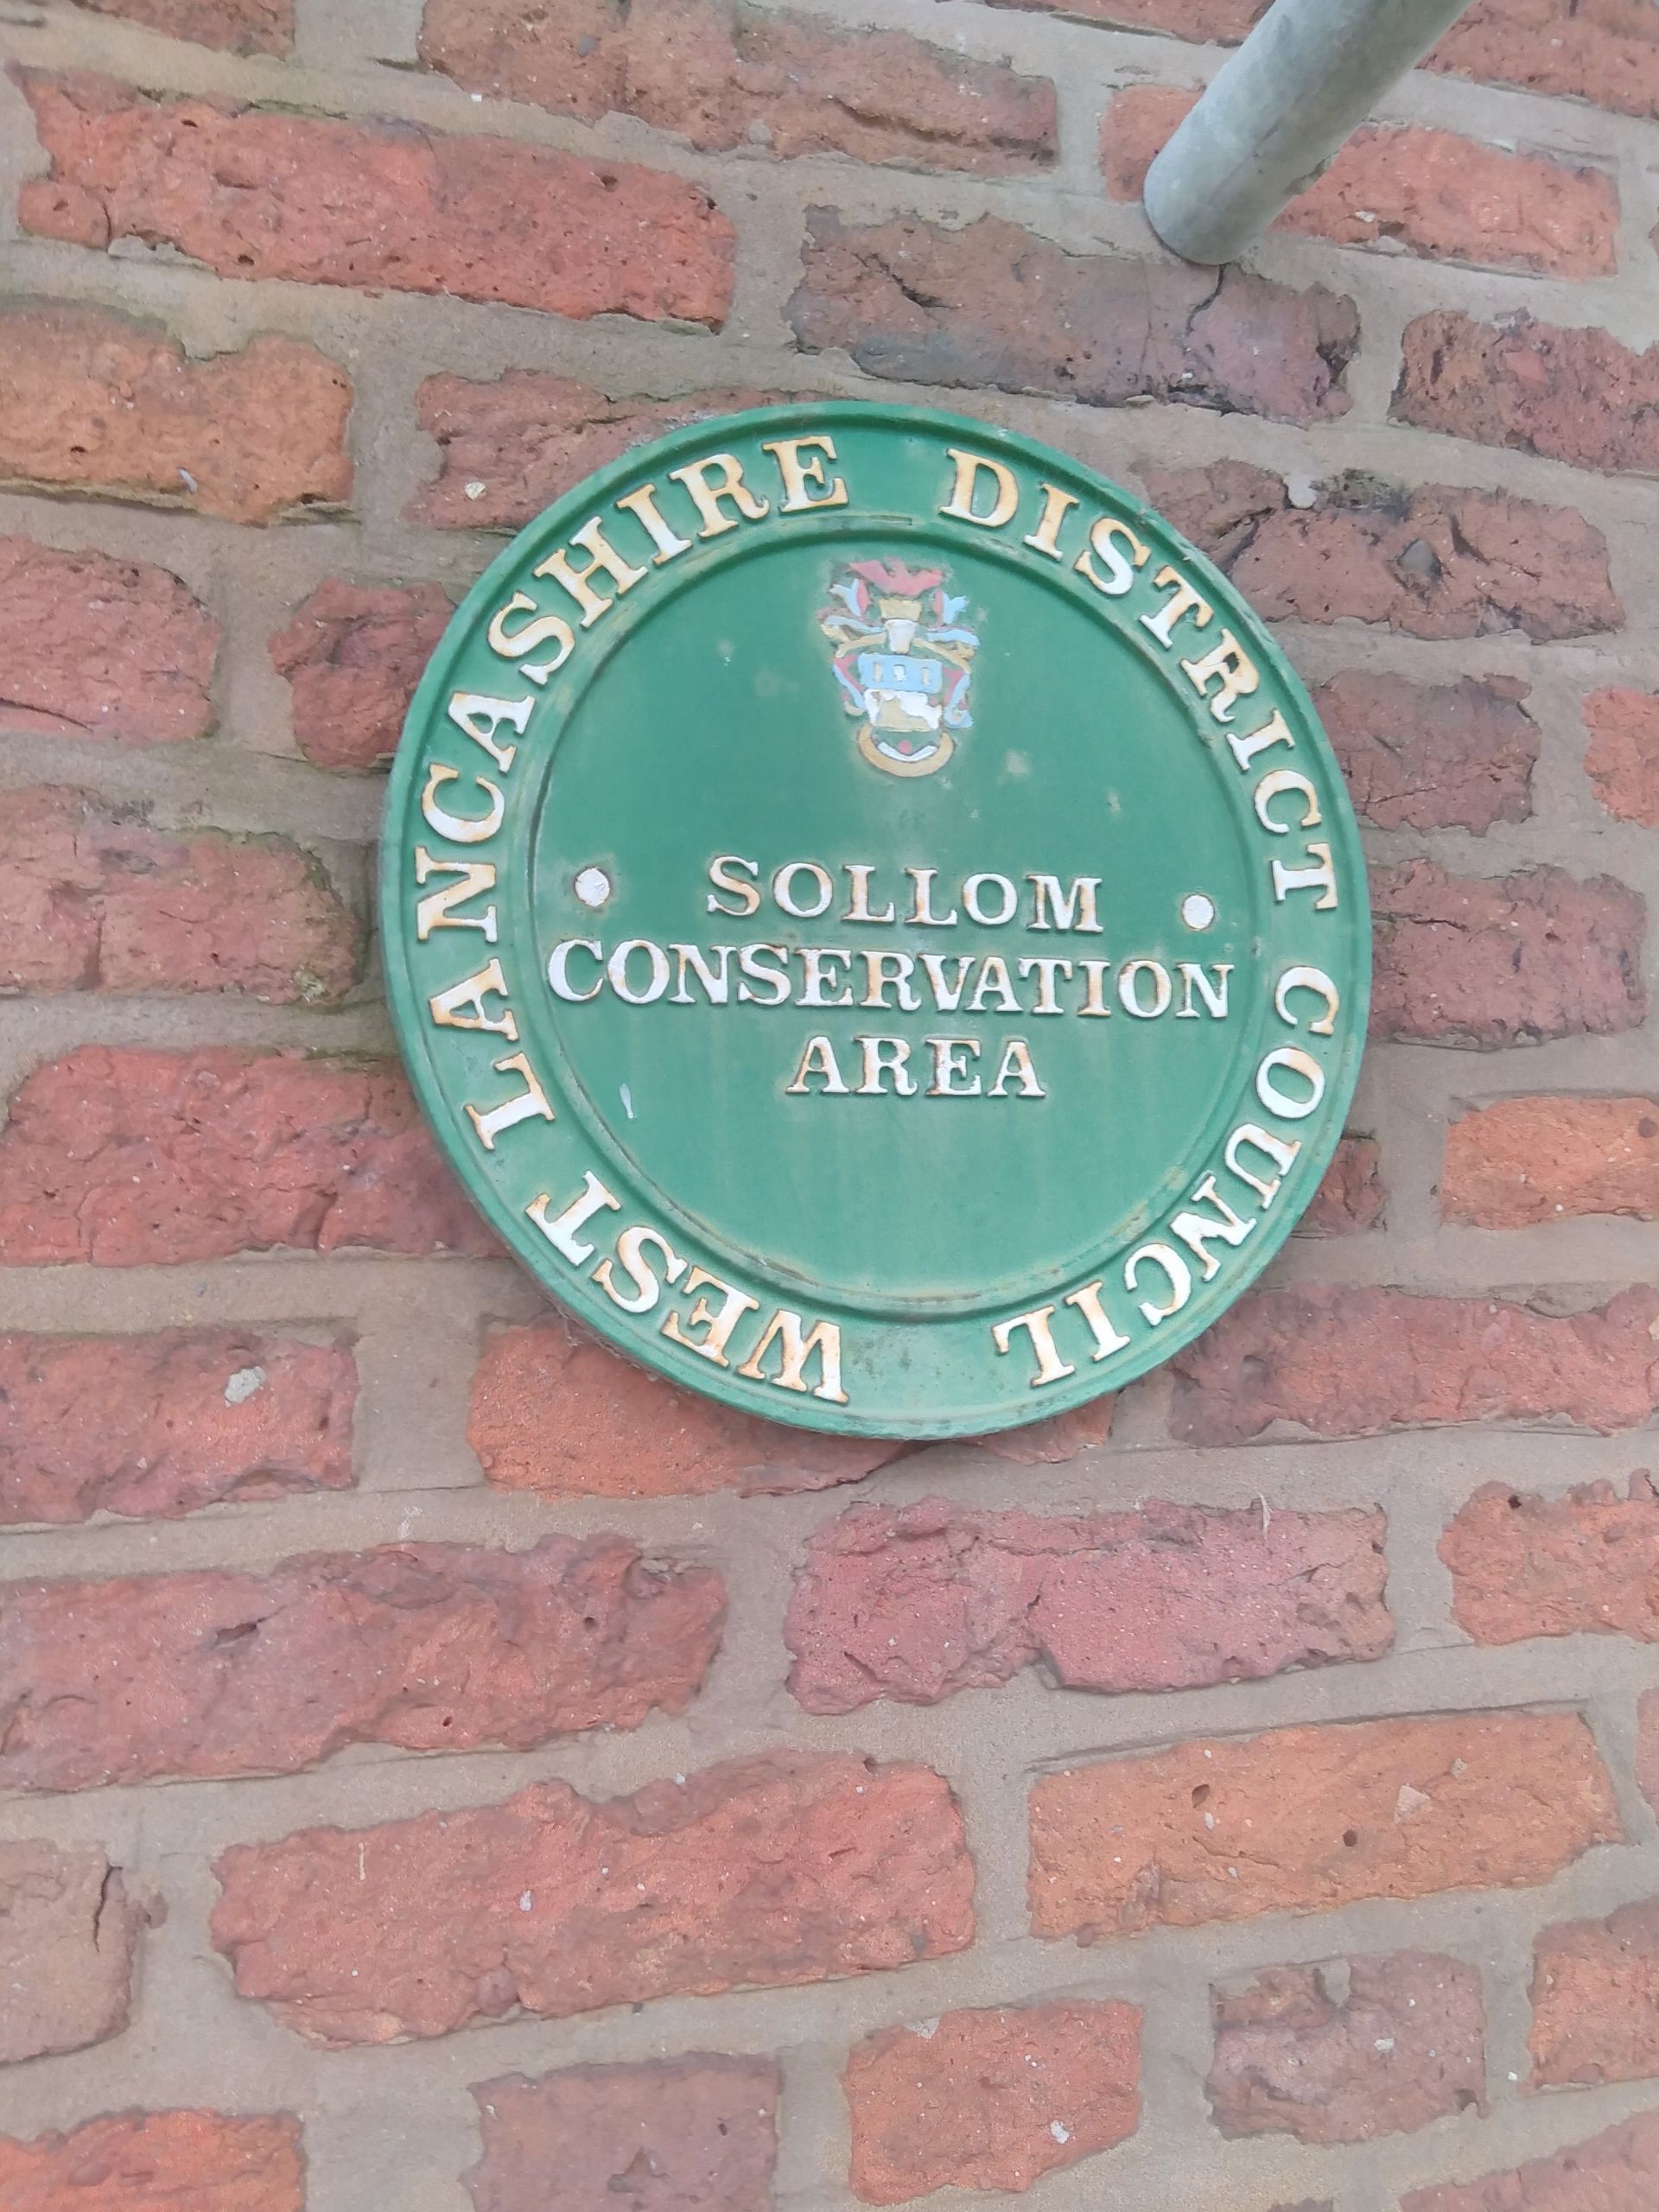 WEST LANCASHIRE DISTRICT COUNCIL
SOLLOM
CONSERVATION
AREA